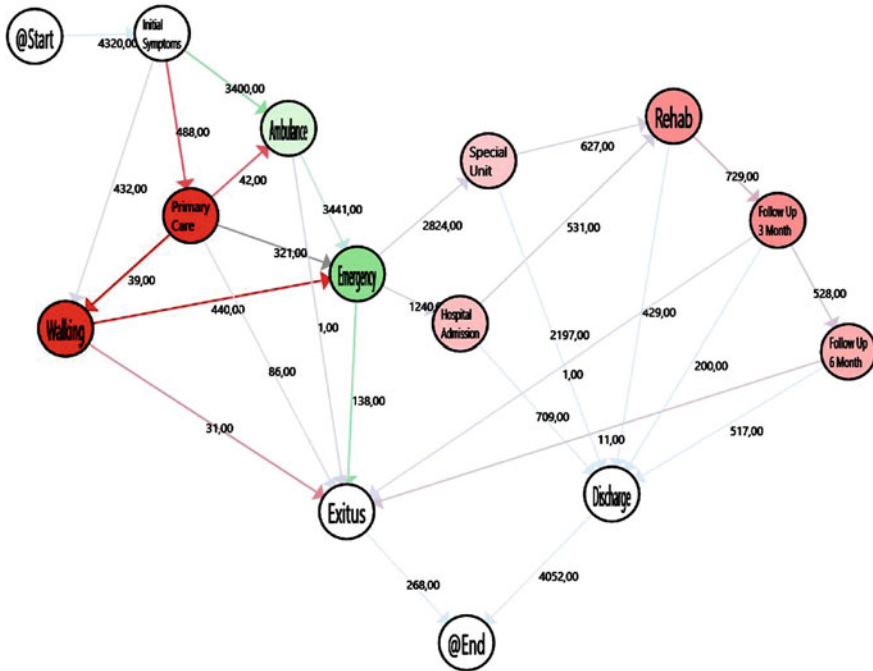 @Start
4320,00
Initial
Symptoms
3400,00
Ambulance
488,00
42,00
432,00
Primary
Care
3441,00
321,00
Emergency
39,00
Walking
440,00
1,00
86,00
138,00
31,00
Exitus
268,00
@End
Special
Unit
627,00
Rehab
2824,00
531,00
729,00
Follow Up
3 Month
1240,0
Hospital
Admission
528,00
Follow Up
6 Month
2197,00
429,00
1,00
200,00
709,00
11,00
517,00
Discharge
4052,00